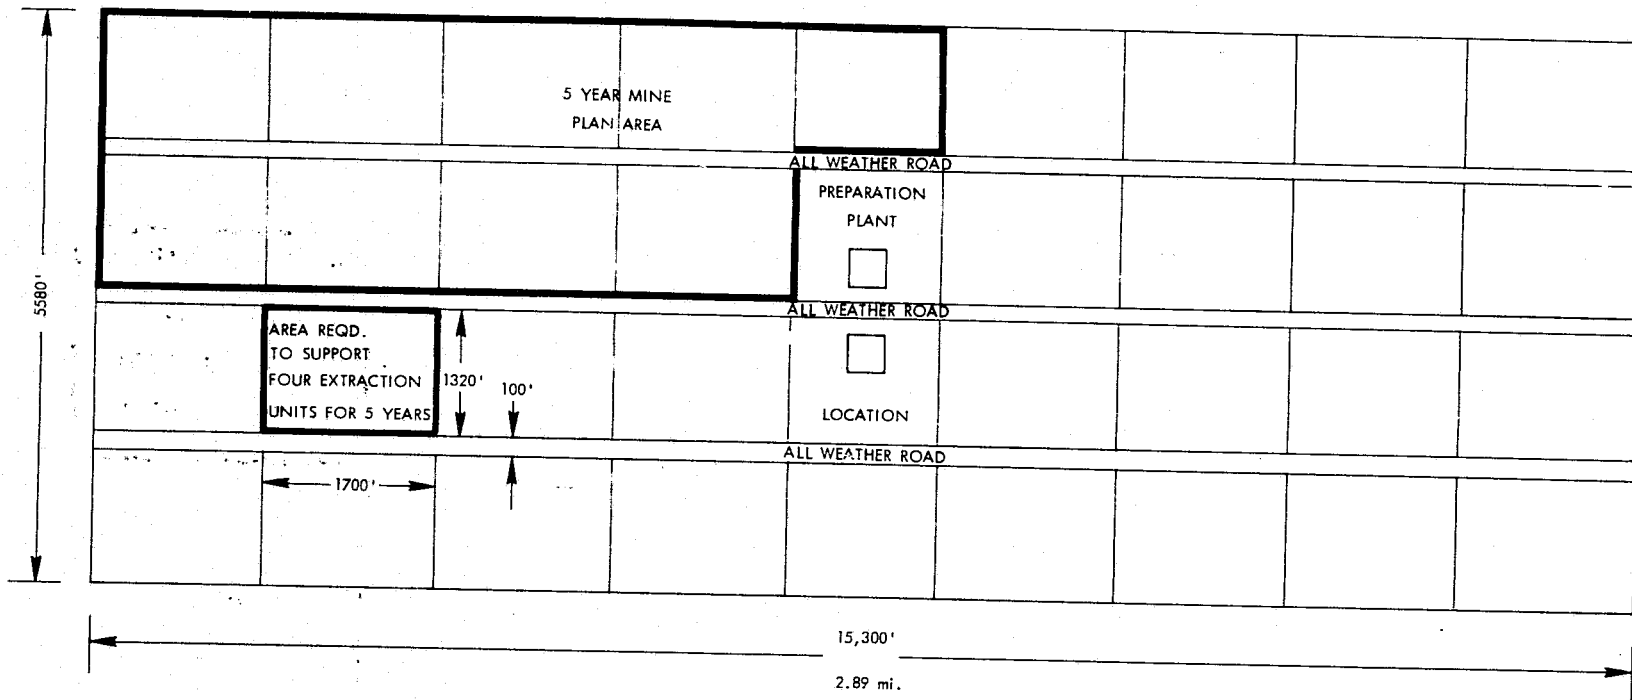 5 YEAR MINE
PLAN AREA
ALL WEATHER ROAD
PREPARATION
PLANT
5580'
ALL WEATHER ROAD
AREA REQD.
TO SUPPORT
FOUR EXTRACTION
UNITS FOR 5 YEARS
1320'
100'
LOCATION
ALL WEATHER ROAD
1700'
15,300'
2.89 mi.